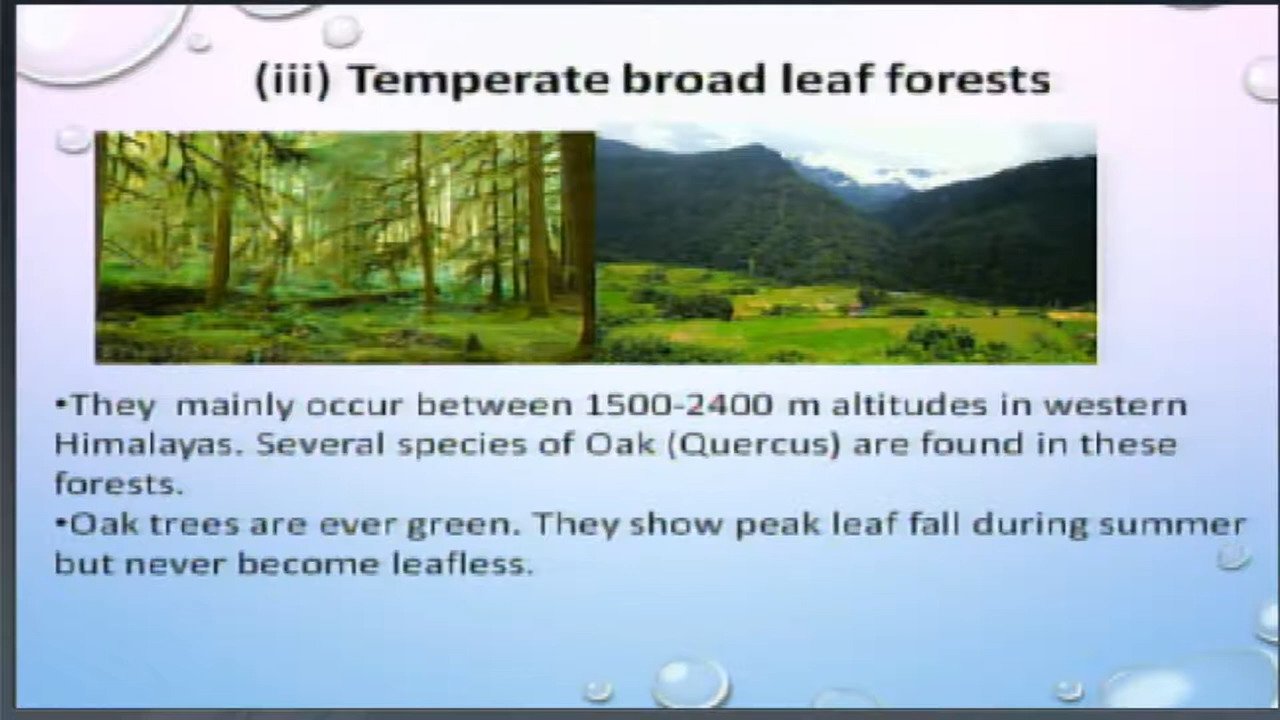 (iii) Temperate broad leaf forests
•They mainly occur between 1500-2400 m altitudes in western
Himalayas. Several species of Oak (Quercus) are found in these
forests.
•Oak trees are ever green. They show peak leaf fall during summer
but never become leafless.